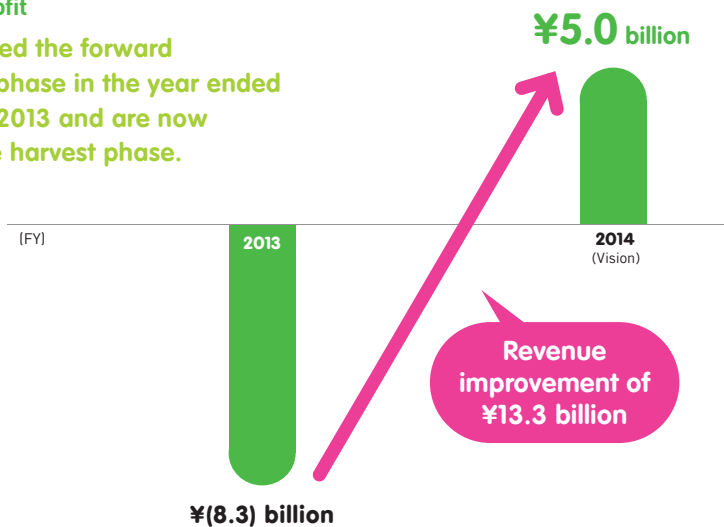 ed the forward
phase in the year ended
2013 and are now
harvest phase.
¥5.0 billion
(FY)
2013
2014
(Vision)
Revenue
improvement of
¥13.3 billion
¥(8.3) billion